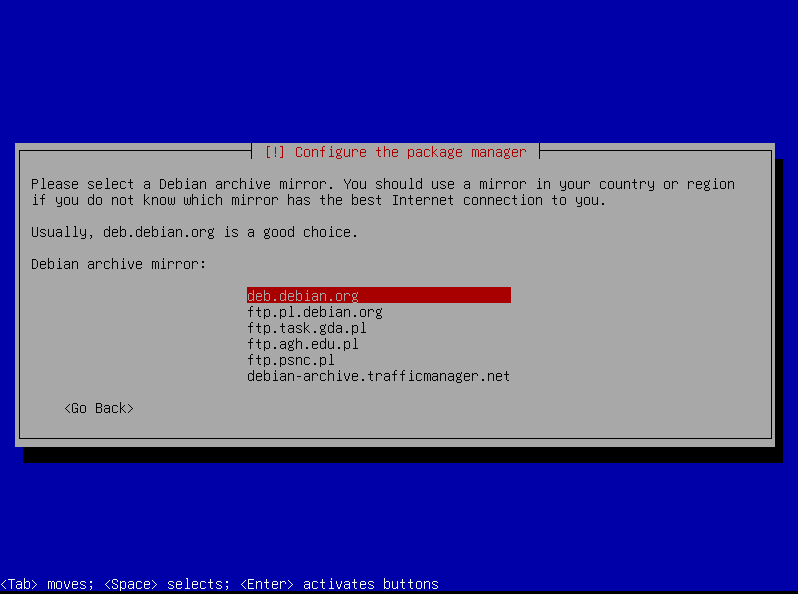 [!] Configure the package manager
Please select a Debian archive mirror. You should use a mirror in your country or region
if you do not know which mirror has the best Internet connection to you.
Usually, deb.debian.org is a good choice.
Debian archive mirror:
deb.debian.org
ftp.pl.debian.org
ftp.task.gda.pl
ftp.agh.edu.pl
ftp.psnc.pl
debian-archive.trafficmanager.net
<Go Back>
<Tab> moves; <Space> selects; <Enter> activates buttons